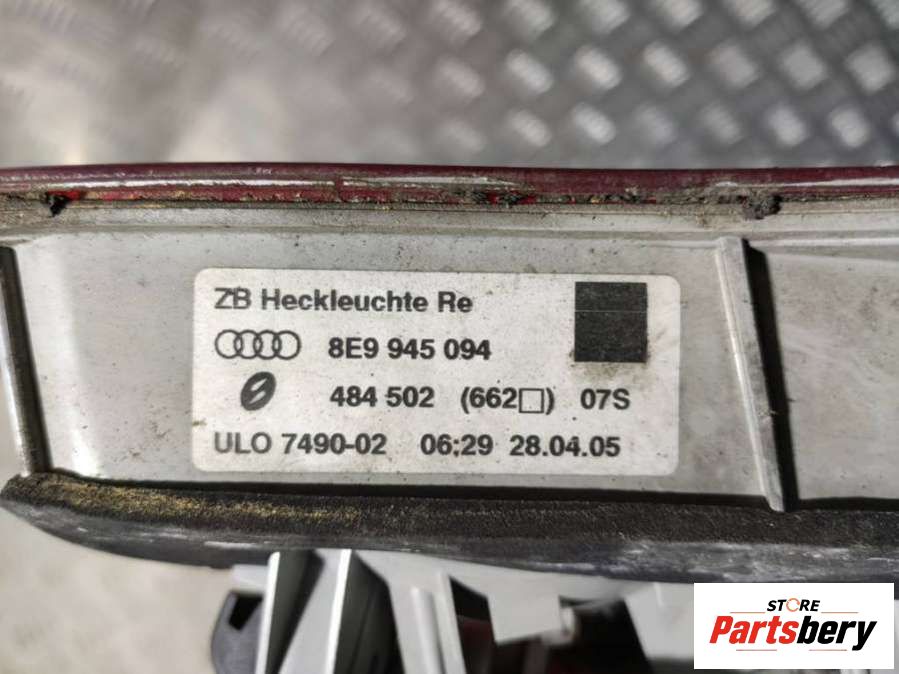 ZB Heckleuchte Re
8E9 945 094
484 502 (662□) 07S
ULO 7490-02 06;29 28.04.05
STORE
Partsbery